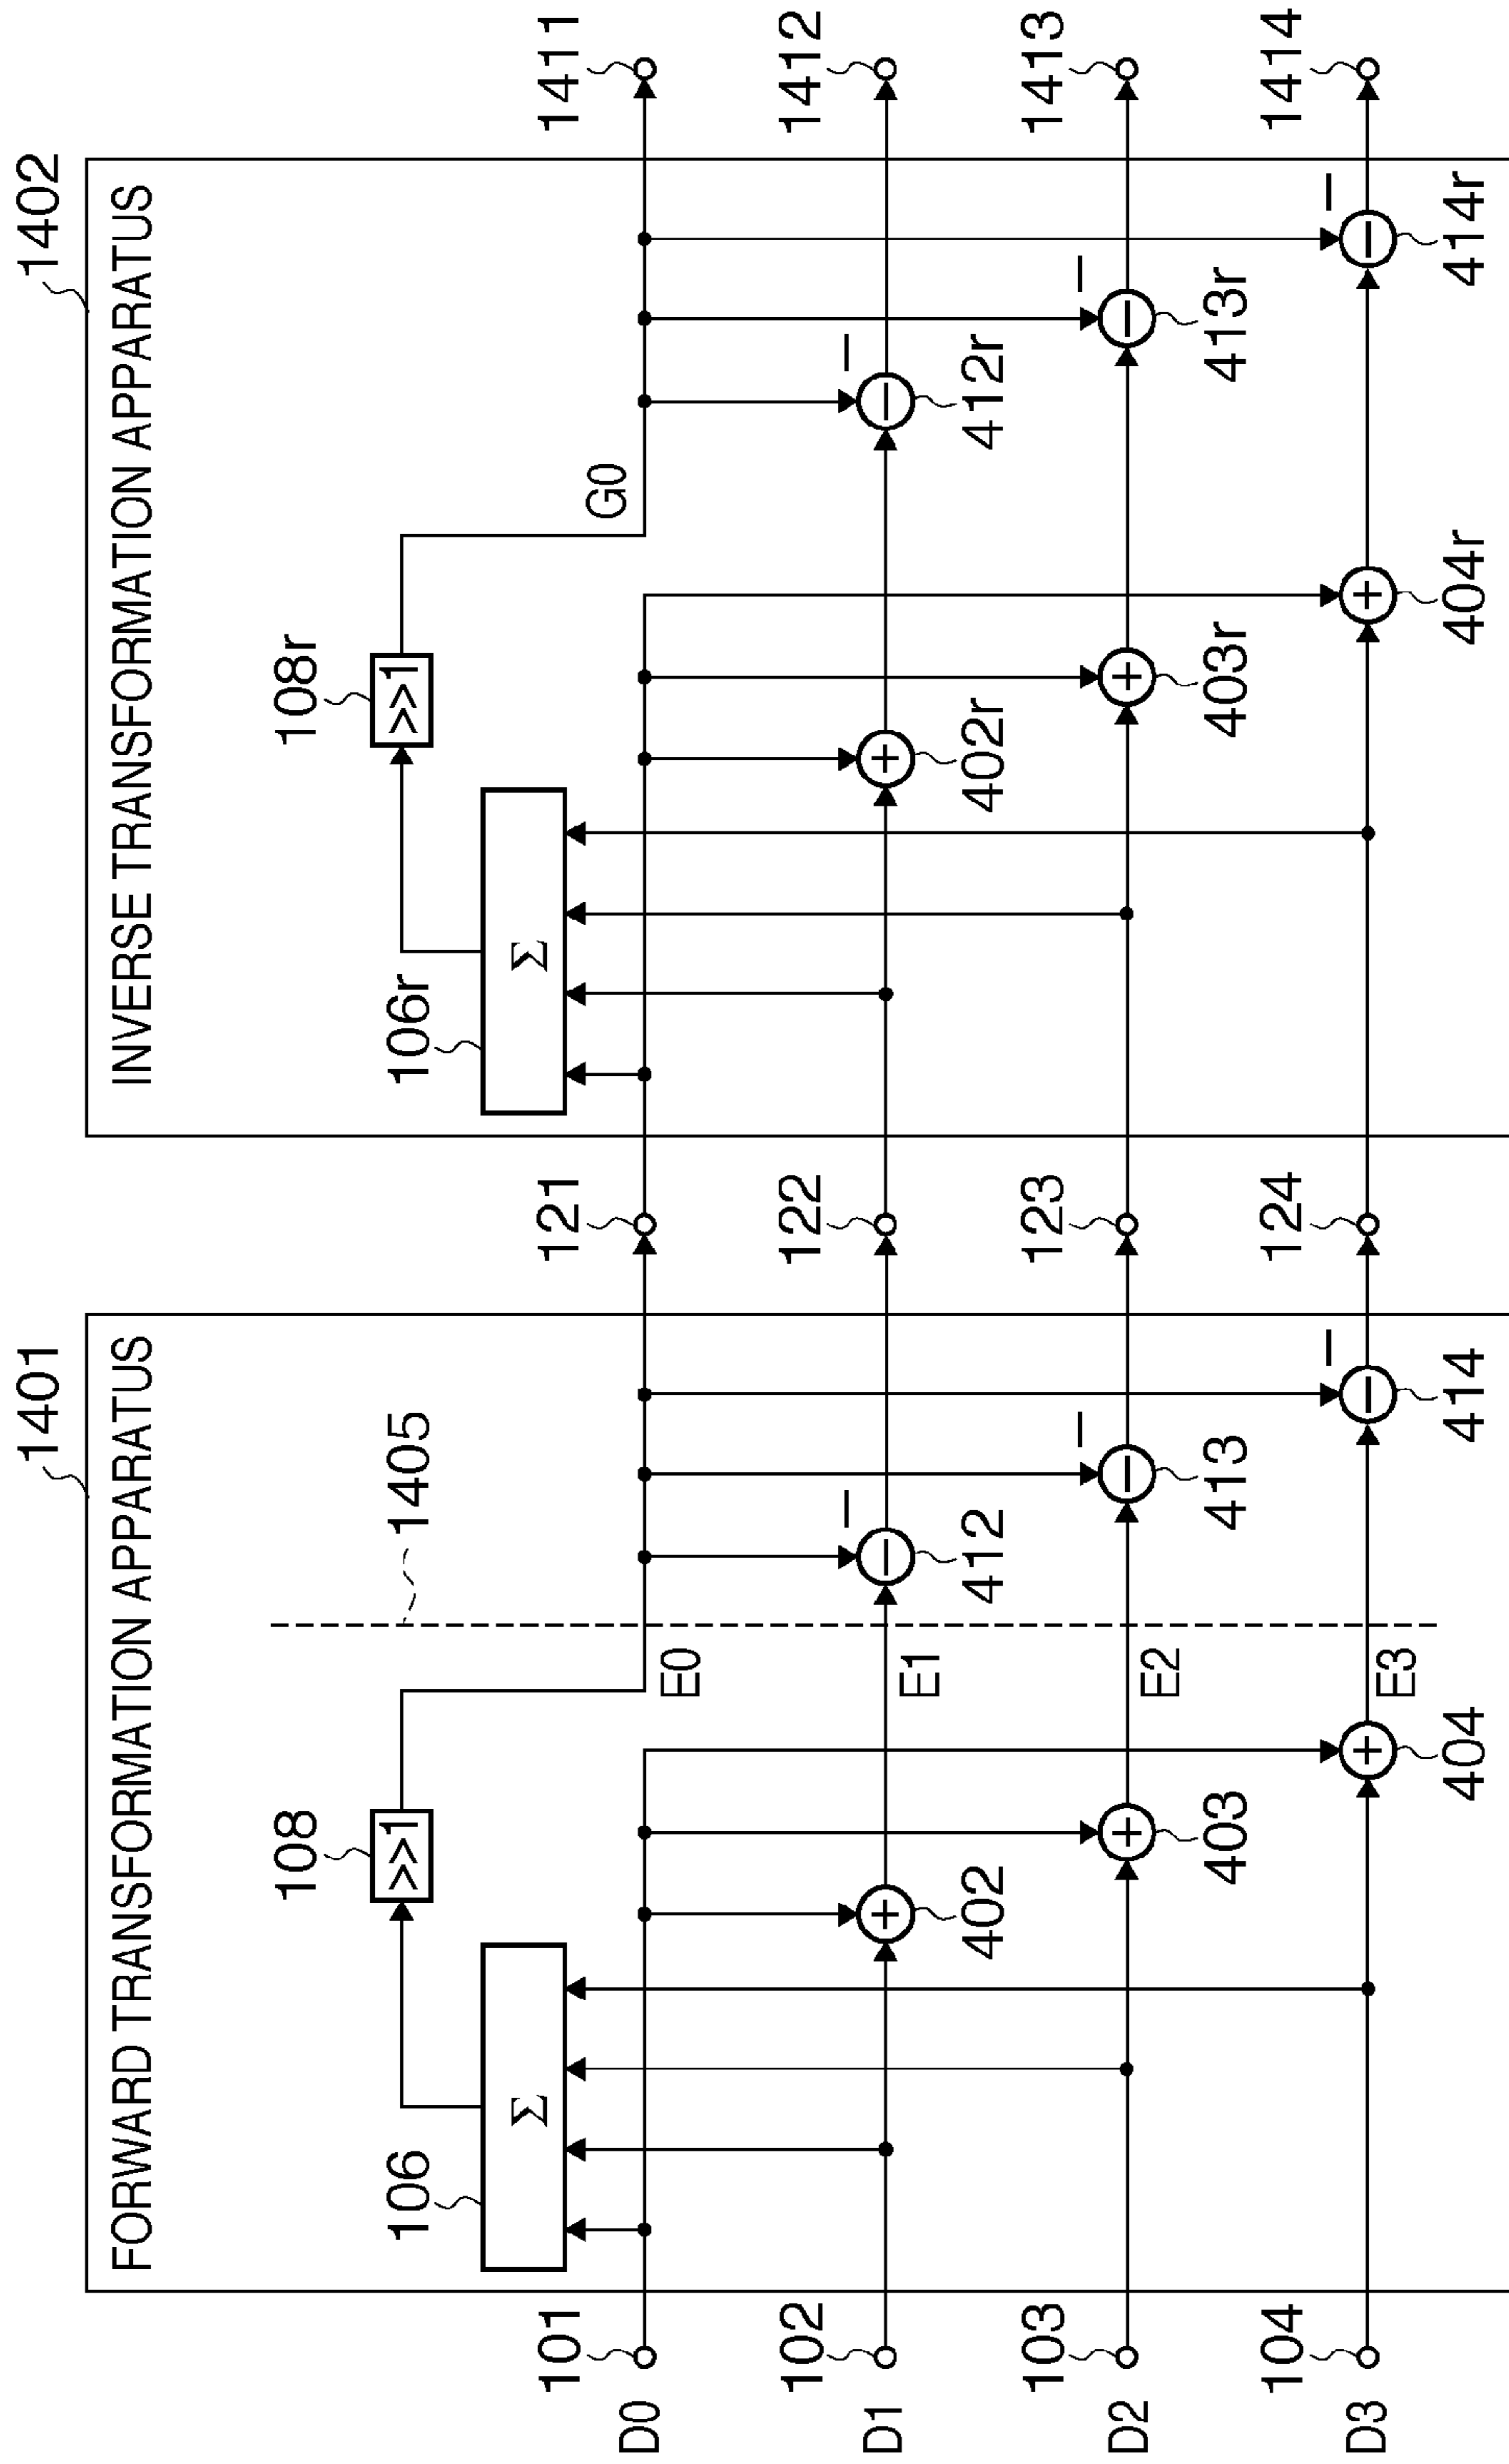 1401
FORWARD TRANSFORMATION APPARATUS
1405
106
Σ
108
>>1
101
D0
102
D1
103
D2
104
D3
402
403
404
E0
E1
E2
E3
−
−
−
−
412
−
413
−
414
+
+
+
121
122
123
124
1402
INVERSE TRANSFORMATION APPARATUS
106r
Σ
108r
>>1
G0
+
402r
+
403r
+
404r
−
−
412r
−
−
413r
−
−
414r
1411
1412
1413
1414